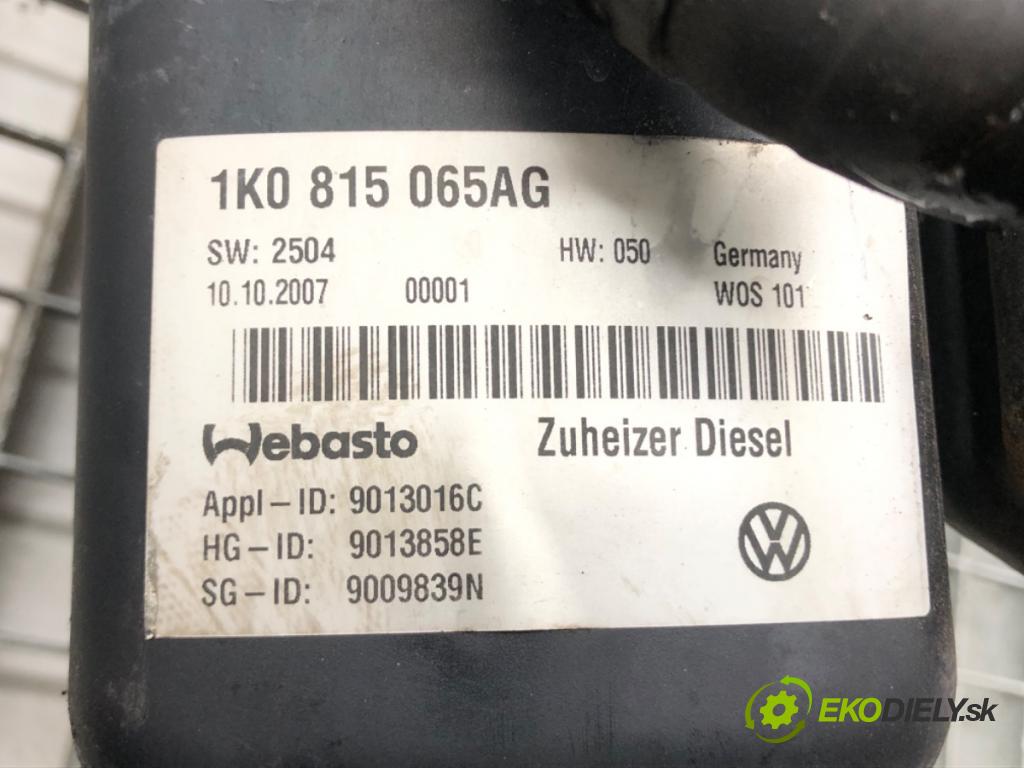 1K0 815 065AG
SW: 2504 HW: 050 Germany
10.10.2007 00001 WOS 101
Webasto Zuheizer Diesel
Appl-ID: 9013016C
HG-ID: 9013858E
SG-ID: 9009839N
VW
EKODIELY.sk